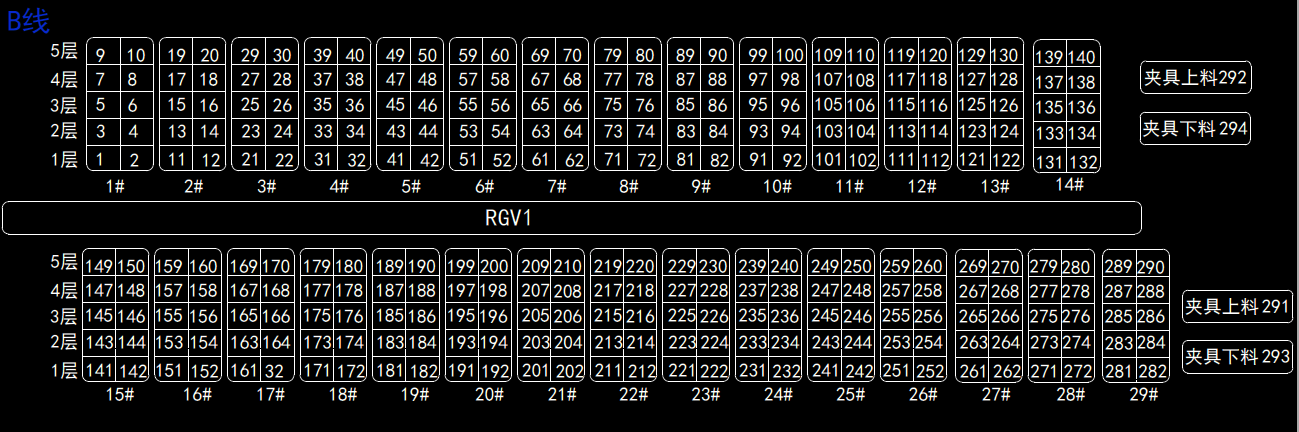 B线
5层 9 10 19 20 29 30 39 40 49 50 59 60 69 70 79 80 89 90 99 100 109 110 119 120 129 130 139 140
4层 7 8 17 18 27 28 37 38 47 48 57 58 67 68 77 78 87 88 97 98 107 108 117 118 127 128 137 138 夹具上料292
3层 5 6 15 16 25 26 35 36 45 46 55 56 65 66 75 76 85 86 95 96 105 106 115 116 125 126 135 136
2层 3 4 13 14 23 24 33 34 43 44 53 54 63 64 73 74 83 84 93 94 103 104 113 114 123 124 133 134 夹具下料 294
1层 1 2 11 12 21 22 31 32 41 42 51 52 61 62 71 72 81 82 91 92 101 102 111 112 121 122 131 132
1# 2# 3# 4# 5# 6# 7# 8# 9# 10# 11# 12# 13# 14#
RGV1
5层 149 150 159 160 169 170 179 180 189 190 199 200 209 210 219 220 229 230 239 240 249 250 259 260 269 270 279 280 289 290
4层 147 148 157 158 167 168 177 178 187 188 197 198 207 208 217 218 227 228 237 238 247 248 257 258 267 268 277 278 287 288 夹具上料 291
3层 145 146 155 156 165 166 175 176 185 186 195 196 205 206 215 216 225 226 235 236 245 246 255 256 265 266 275 276 285 286
2层 143 144 153 154 163 164 173 174 183 184 193 194 203 204 213 214 223 224 233 234 243 244 253 254 263 264 273 274 283 284 夹具下料 293
1层 141 142 151 152 161 32 171 172 181 182 191 192 201 202 211 212 221 222 231 232 241 242 251 252 261 262 271 272 281 282
15# 16# 17# 18# 19# 20# 21# 22# 23# 24# 25# 26# 27# 28# 29#